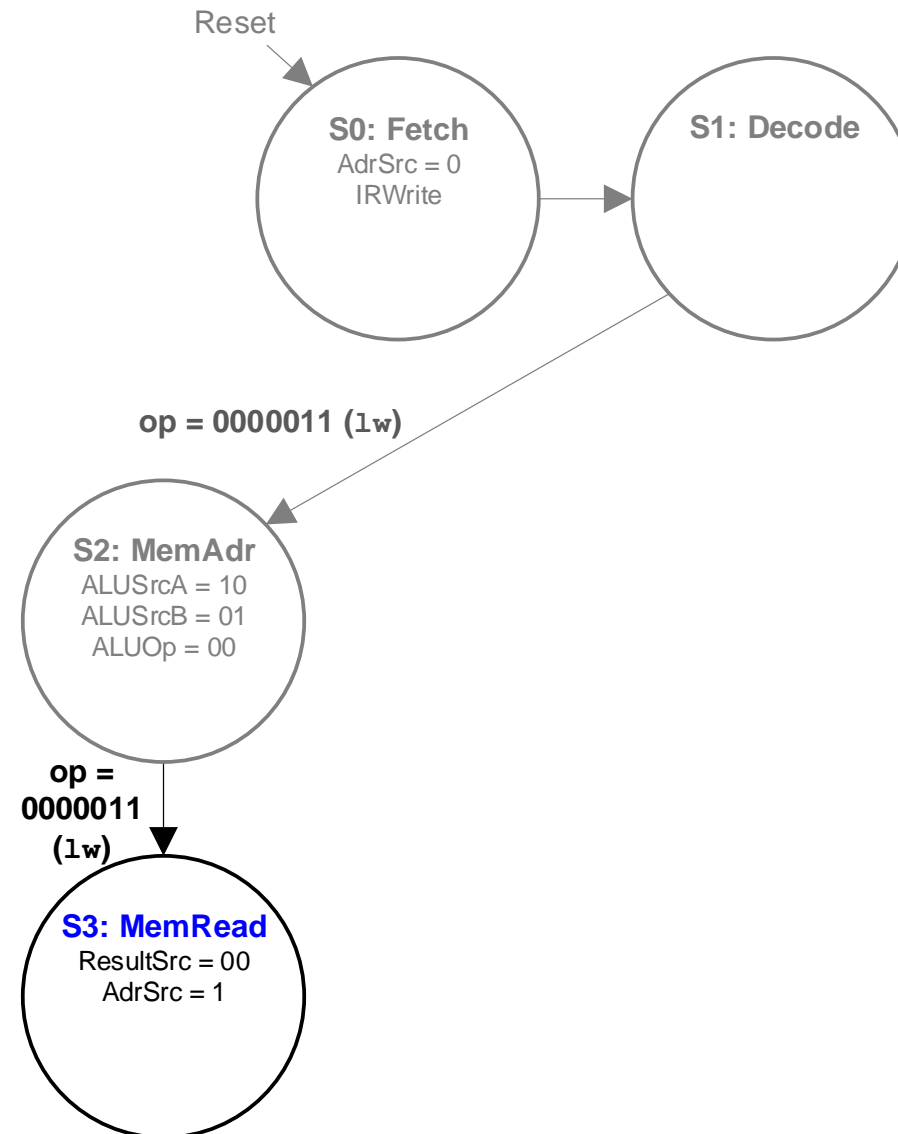 Reset
S0: Fetch
AdrSrc = 0
IRWrite
S1: Decode
op = 0000011 (lw)
S2: MemAdr
ALUSrcA = 10
ALUSrcB = 01
ALUOp = 00
op =
0000011
(lw)
S3: MemRead
ResultSrc = 00
AdrSrc = 1